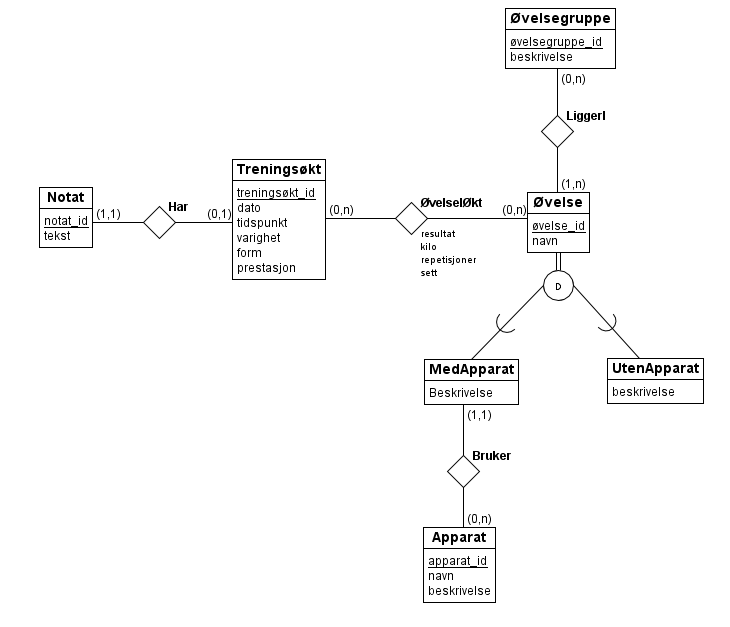 Øvelsegruppe
øvelsegruppe_id
beskrivelse
(0,n)
LiggerI
(1,n)
Notat
notat_id
tekst
(1,1)
Har
(0,1)
Treningsøkt
treningsøkt_id
dato
tidspunkt
varighet
form
prestasjon
(0,n)
ØvelseIØkt
resultat
kilo
repetisjoner
sett
(0,n)
Øvelse
øvelse_id
navn
D
MedApparat
Beskrivelse
UtenApparat
beskrivelse
(1,1)
Bruker
(0,n)
Apparat
apparat_id
navn
beskrivelse